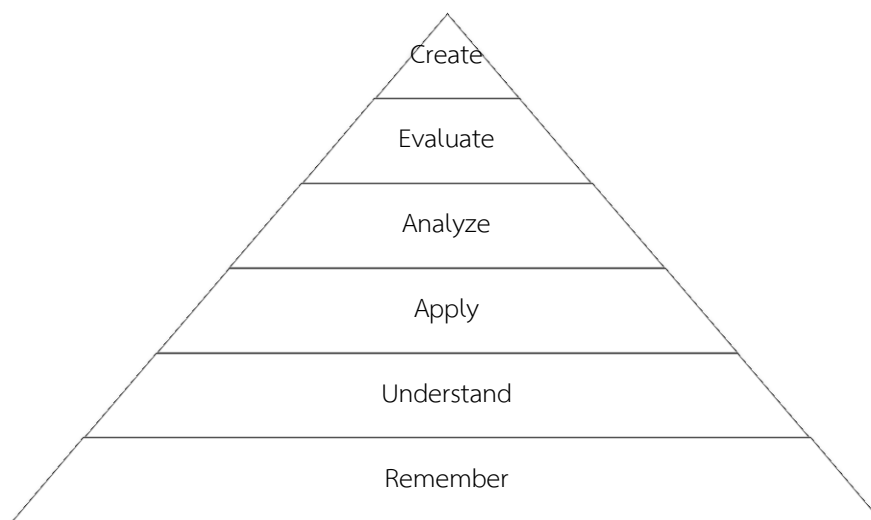 Create
Evaluate
Analyze
Apply
Understand
Remember